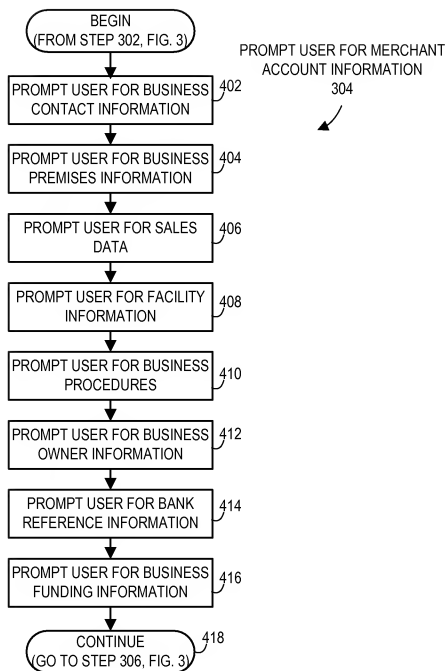 BEGIN
(FROM STEP 302, FIG. 3)
PROMPT USER FOR MERCHANT
ACCOUNT INFORMATION
304
PROMPT USER FOR BUSINESS
CONTACT INFORMATION
402
PROMPT USER FOR BUSINESS
PREMISES INFORMATION
404
PROMPT USER FOR SALES
DATA
406
PROMPT USER FOR FACILITY
INFORMATION
408
PROMPT USER FOR BUSINESS
PROCEDURES
410
PROMPT USER FOR BUSINESS
OWNER INFORMATION
412
PROMPT USER FOR BANK
REFERENCE INFORMATION
414
PROMPT USER FOR BUSINESS
FUNDING INFORMATION
416
CONTINUE
(GO TO STEP 306, FIG. 3)
418